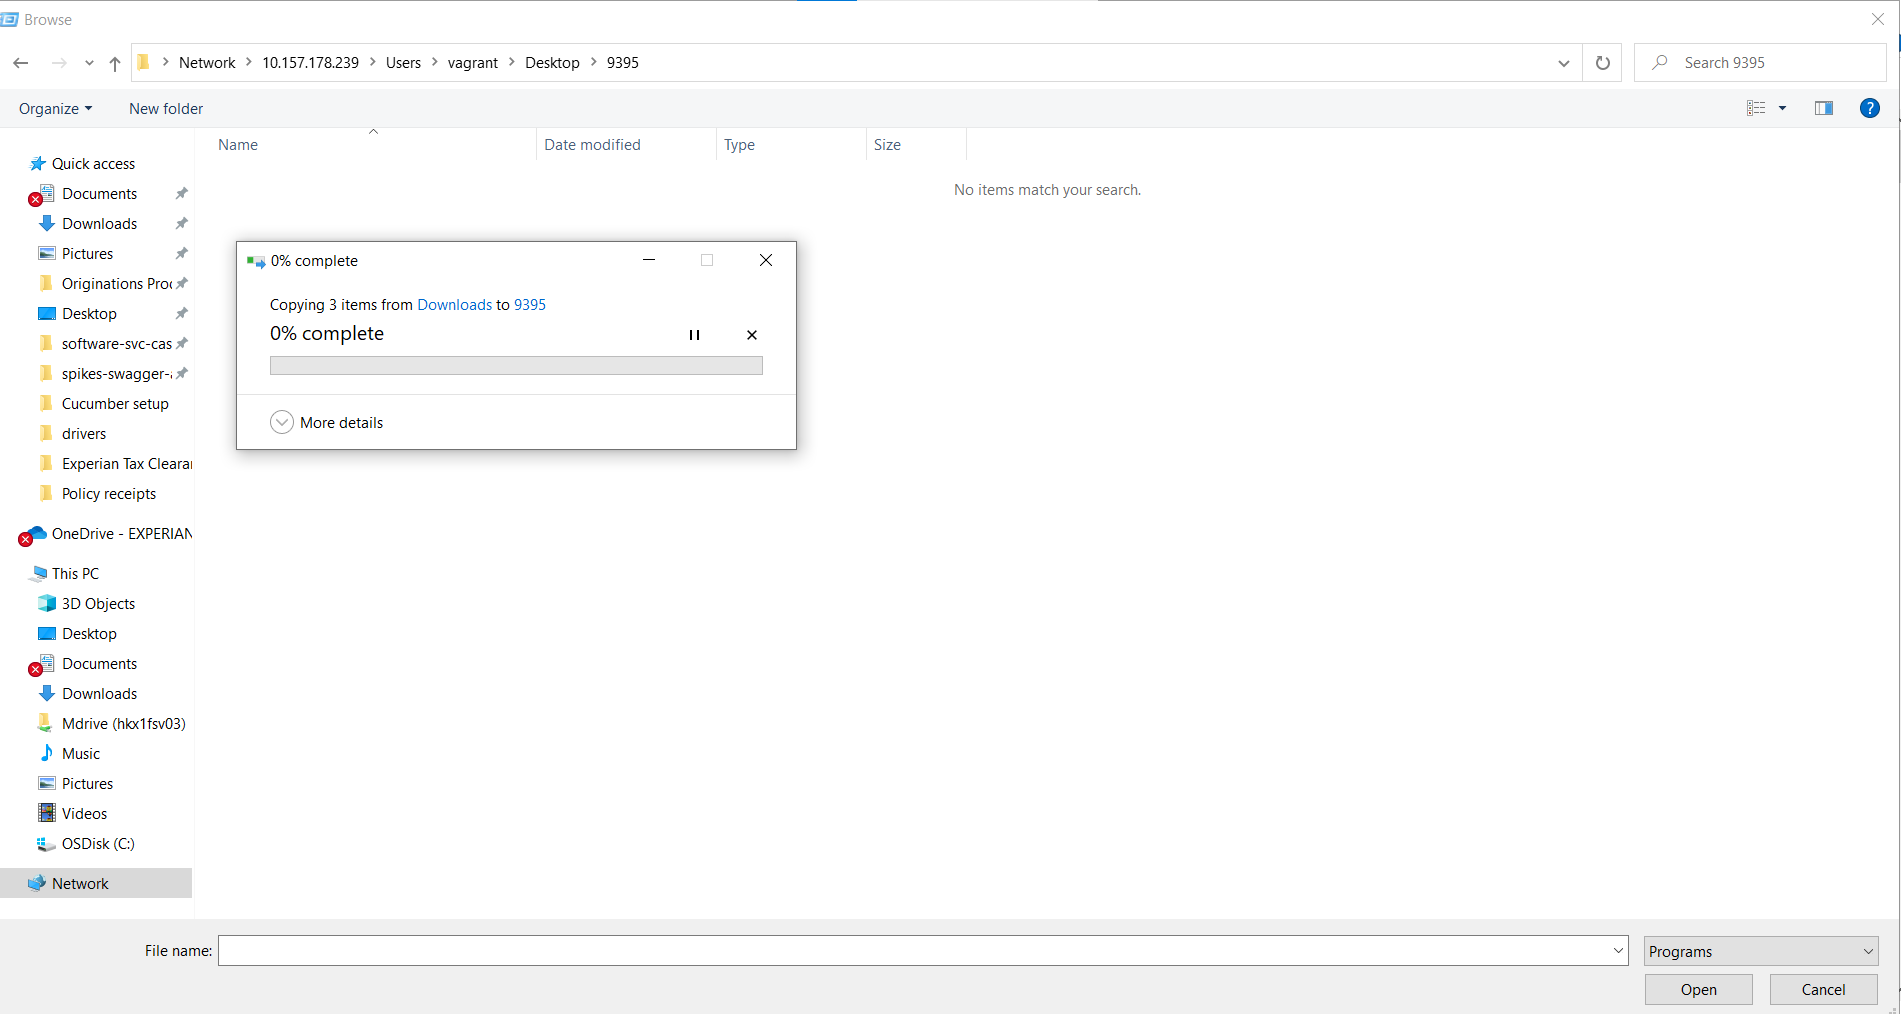 Browse
Network > 10.157.178.239 > Users > vagrant > Desktop > 9395
Search 9395
Organize
New folder
?
Name
Date modified
Type
Size
No items match your search.
Quick access
Documents
Downloads
Pictures
Originations Pro
Desktop
software-svc-cas
spikes-swagger-
Cucumber setup
drivers
Experian Tax Cleara
Policy receipts
OneDrive - EXPERIAN
This PC
3D Objects
Desktop
Documents
Downloads
Mdrive (hkx1fsv03)
Music
Pictures
Videos
OSDisk (C:)
Network
0% complete
Copying 3 items from Downloads to 9395
0% complete
More details
File name:
Programs
Open
Cancel